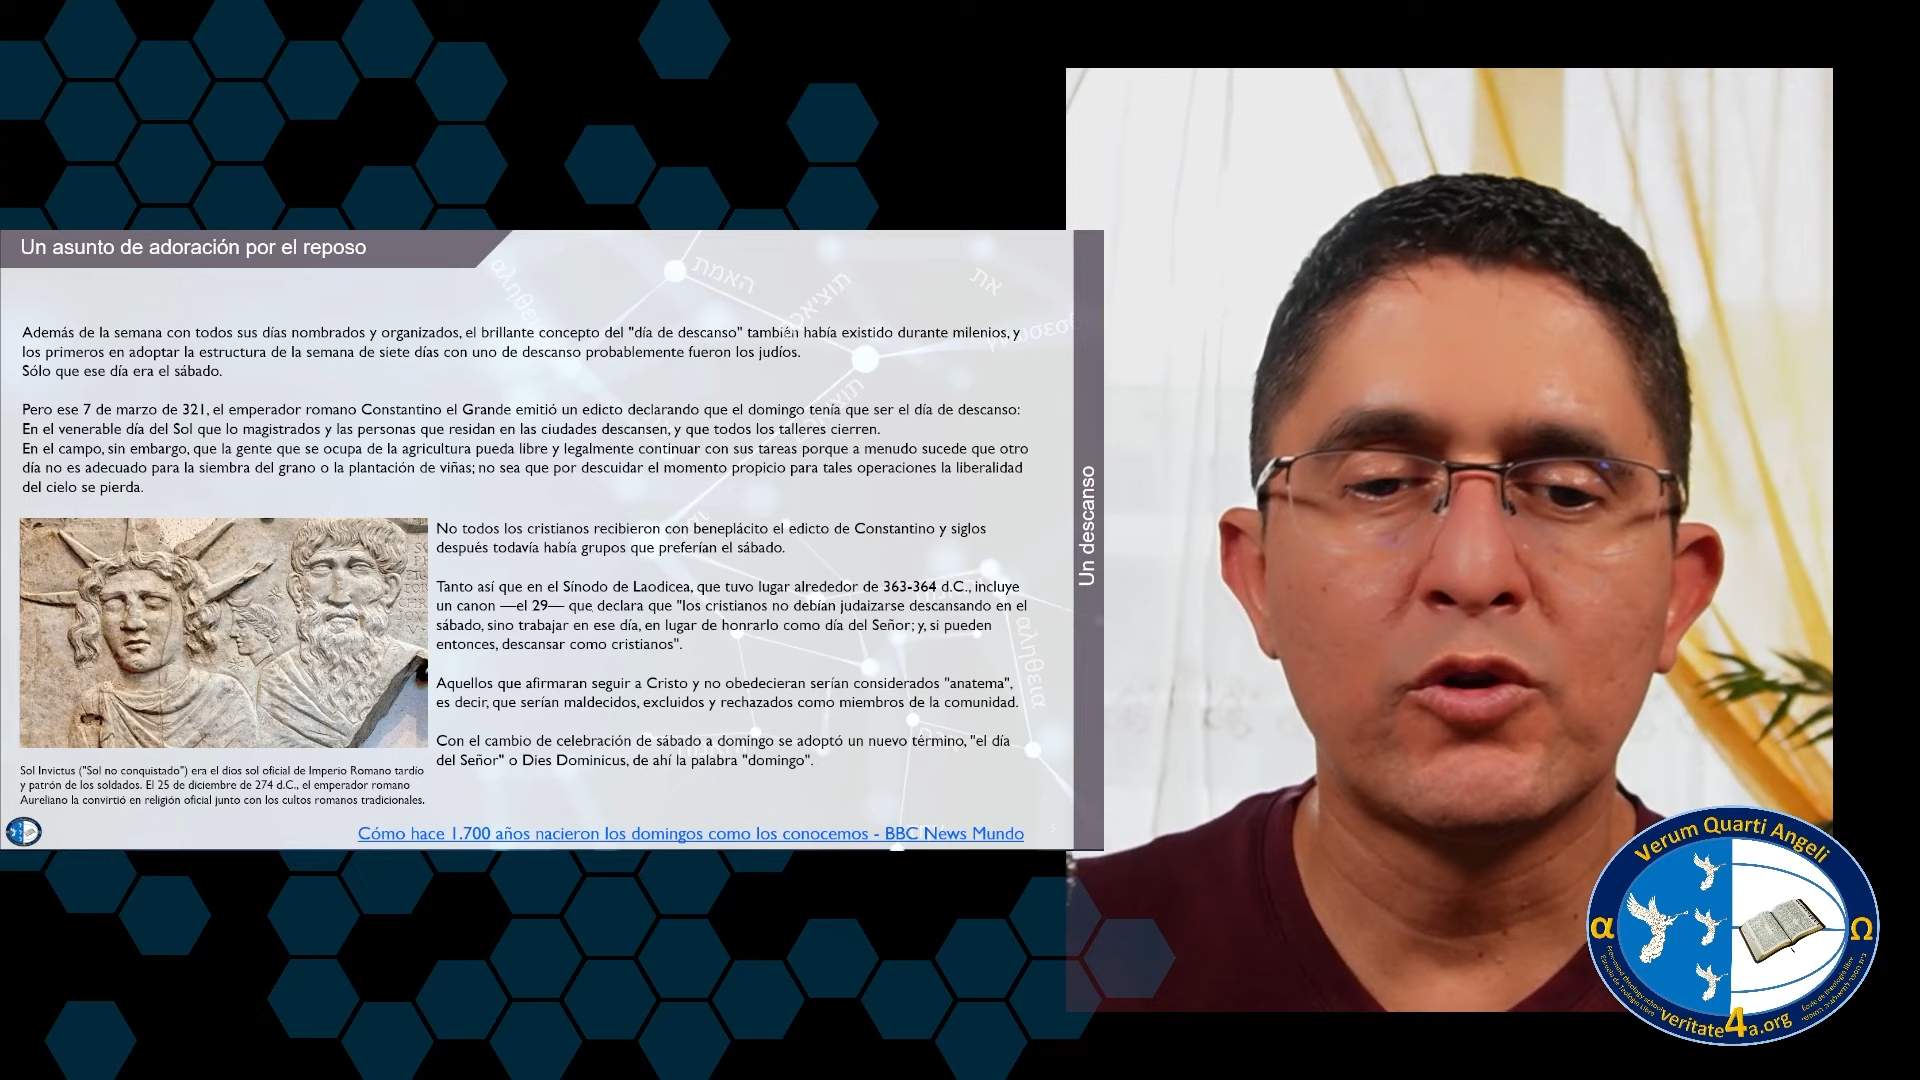 Un asunto de adoración por el reposo
Además de la semana con todos sus días nombrados y organizados, el brillante concepto del "día de descanso" también había existido durante milenios, y
los primeros en adoptar la estructura de la semana de siete días con uno de descanso probablemente fueron los judíos.
Sólo que ese día era el sábado.
Pero ese 7 de marzo de 321, el emperador romano Constantino el Grande emitió un edicto declarando que el domingo tenía que ser el día de descanso:
En el venerable día del Sol que lo magistrados y las personas que residan en las ciudades descansen, y que todos los talleres cierren.
En el campo, sin embargo, que la gente que se ocupa de la agricultura pueda libre y legalmente continuar con sus tareas porque a menudo sucede que otro
día no es adecuado para la siembra del grano o la plantación de viñas; no sea que por descuidar el momento propicio para tales operaciones la liberalidad
del cielo se pierda.
No todos los cristianos recibieron con beneplácito el edicto de Constantino y siglos
después todavía había grupos que preferían el sábado.
Tanto así que en el Sínodo de Laodicea, que tuvo lugar alrededor de 363-364 d.C., incluye
un canon —el 29— que declara que "los cristianos no debían judaizarse descansando en el
sábado, sino trabajar en ese día, en lugar de honrarlo como día del Señor; y, si pueden
entonces, descansar como cristianos".
Aquellos que afirmaran seguir a Cristo y no obedecieran serían considerados "anatema",
es decir, que serían maldecidos, excluidos y rechazados como miembros de la comunidad.
Con el cambio de celebración de sábado a domingo se adoptó un nuevo término, "el día
del Señor" o Dies Dominicus, de ahí la palabra "domingo".
Sol Invictus ("Sol no conquistado") era el dios sol oficial de Imperio Romano tardío
y patrón de los soldados. El 25 de diciembre de 274 d.C., el emperador romano
Aureliano la convirtió en religión oficial junto con los cultos romanos tradicionales.
Cómo hace 1.700 años nacieron los domingos como los conocemos - BBC News Mundo
5
Un descanso
האמת
את
αληθεια
Verum Quarti Angeli
α
Ω
veritate4a.org